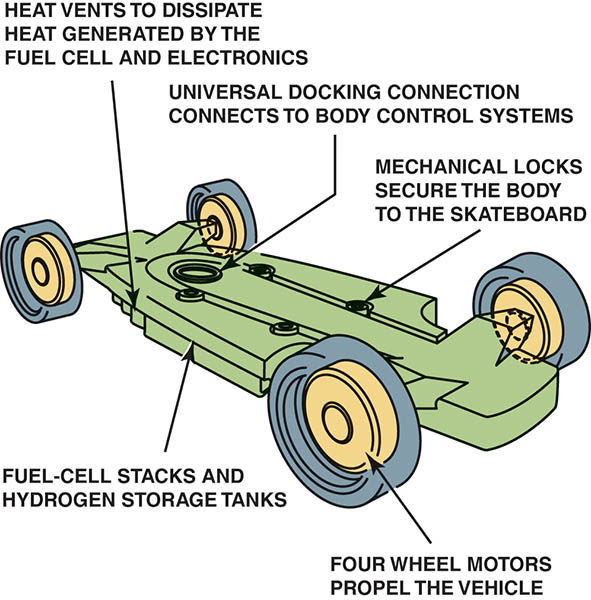 HEAT VENTS TO DISSIPATE
HEAT GENERATED BY THE
FUEL CELL AND ELECTRONICS
UNIVERSAL DOCKING CONNECTION
CONNECTS TO BODY CONTROL SYSTEMS
MECHANICAL LOCKS
SECURE THE BODY
TO THE SKATEBOARD
FUEL-CELL STACKS AND
HYDROGEN STORAGE TANKS
FOUR WHEEL MOTORS
PROPEL THE VEHICLE